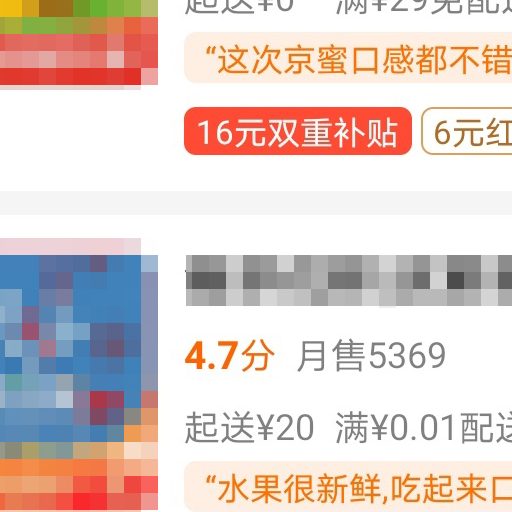 起送¥0 满¥29免配送
“这次京蜜口感都不错
16元双重补贴 6元红
4.7分 月售5369
起送¥20 满¥0.01配送
“水果很新鲜,吃起来口